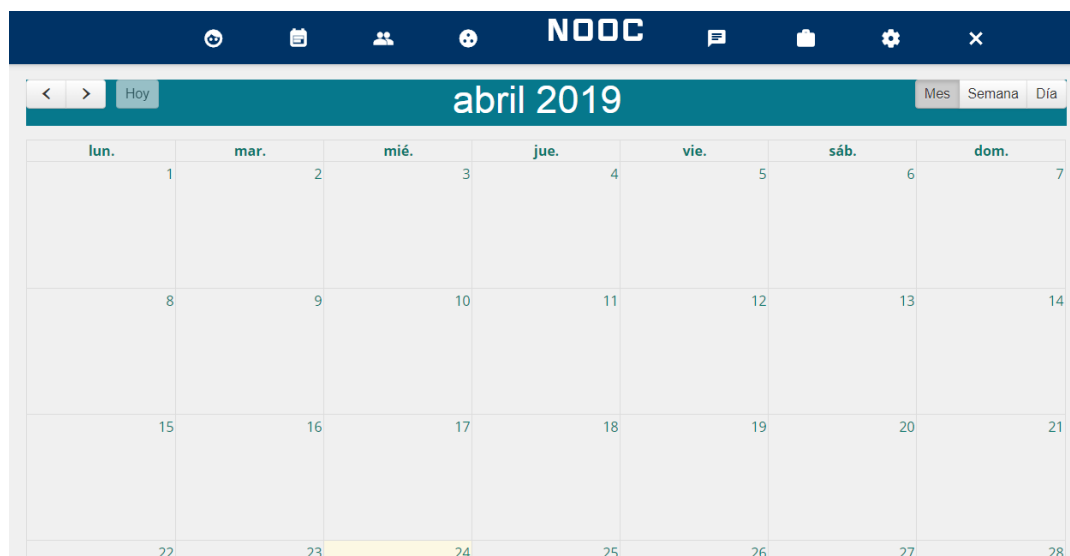 NOOC
Hoy abril 2019 Mes Semana Día
lun. mar. mié. jue. vie. sáb. dom.
1 2 3 4 5 6 7
8 9 10 11 12 13 14
15 16 17 18 19 20 21
22 23 24 25 26 27 28